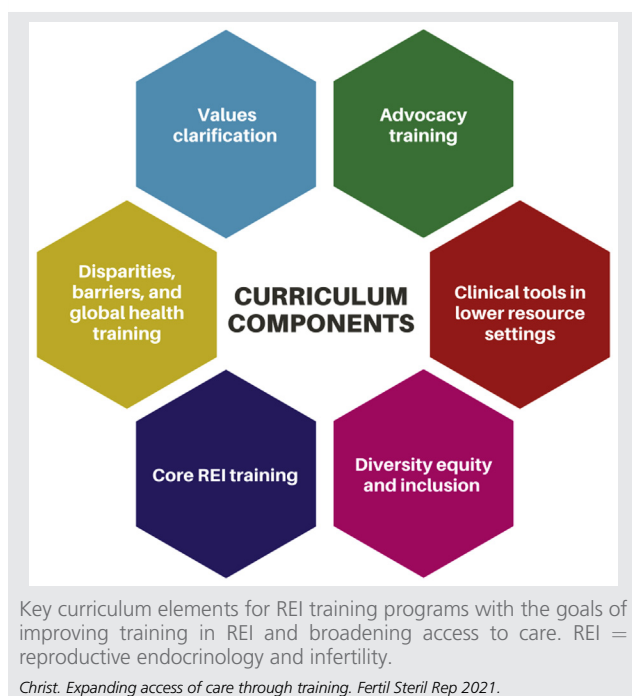 Values
clarification
Advocacy
training
Disparities,
barriers, and
global health
training
CURRICULUM
COMPONENTS
Clinical tools in
lower resource
settings
Core REI training
Diversity equity
and inclusion
Key curriculum elements for REI training programs with the goals of
improving training in REI and broadening access to care. REI =
reproductive endocrinology and infertility.
Christ. Expanding access of care through training. Fertil Steril Rep 2021.